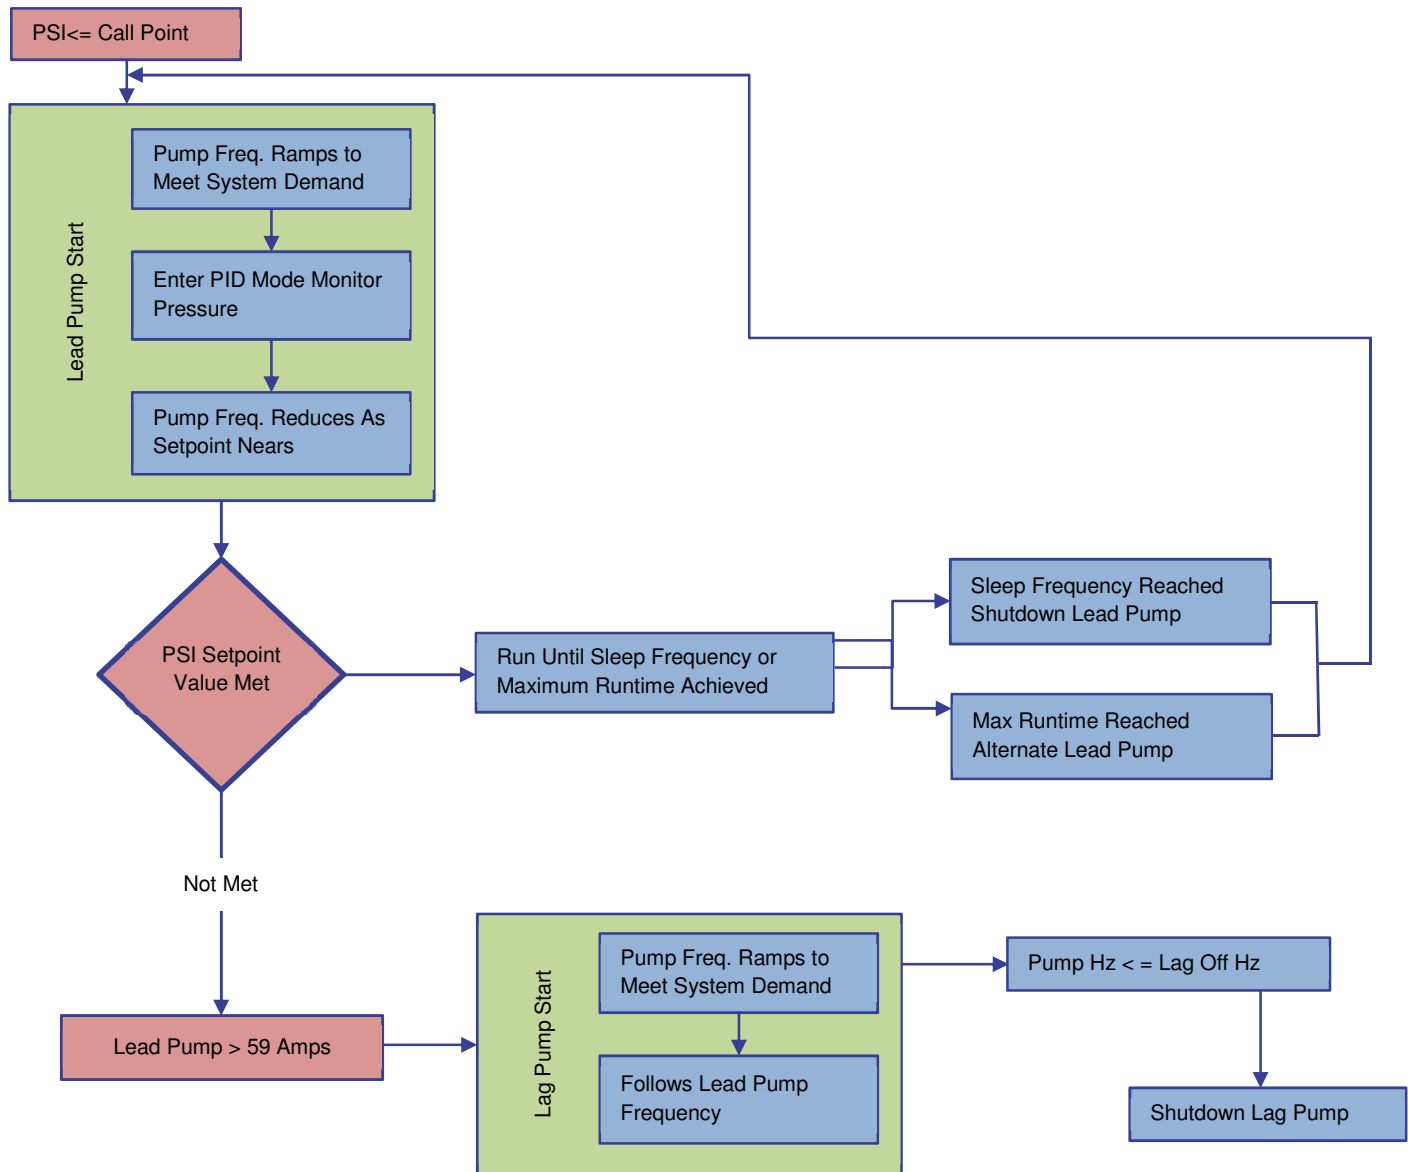 PSI<= Call Point
Lead Pump Start
Pump Freq. Ramps to
Meet System Demand
Enter PID Mode Monitor
Pressure
Pump Freq. Reduces As
Setpoint Nears
PSI Setpoint
Value Met
Run Until Sleep Frequency or
Maximum Runtime Achieved
Sleep Frequency Reached
Shutdown Lead Pump
Max Runtime Reached
Alternate Lead Pump
Not Met
Lead Pump > 59 Amps
Lag Pump Start
Pump Freq. Ramps to
Meet System Demand
Follows Lead Pump
Frequency
Pump Hz < = Lag Off Hz
Shutdown Lag Pump